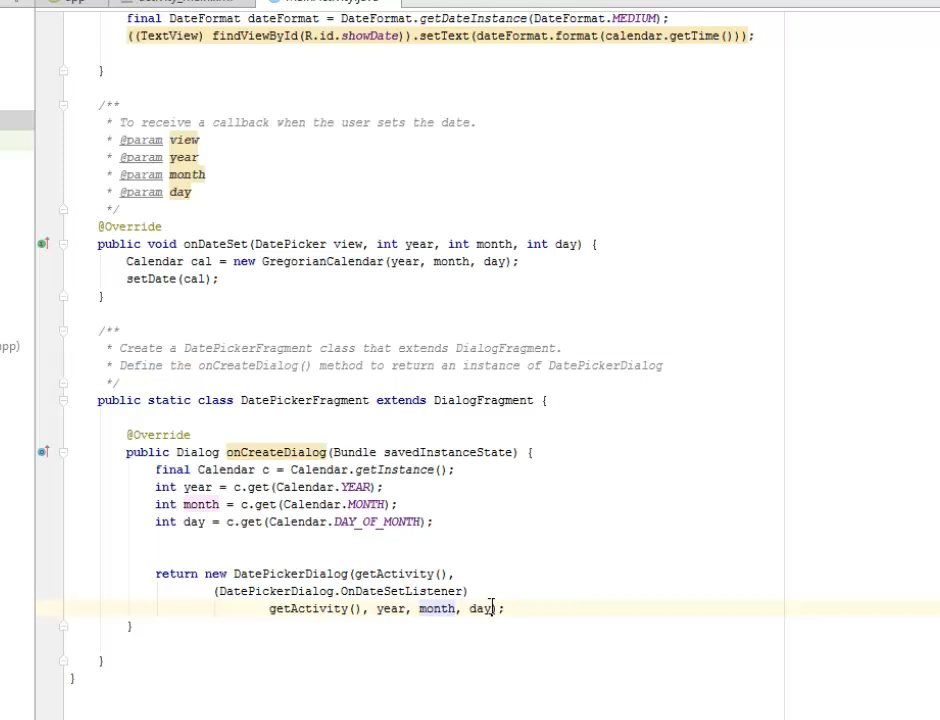 final DateFormat dateFormat = DateFormat.getDateInstance(DateFormat.MEDIUM);
((TextView) findViewById(R.id.showDate)).setText(dateFormat.format(calendar.getTime()));
}
/**
* To receive a callback when the user sets the date.
* @param view
* @param year
* @param month
* @param day
*/
@Override
public void onDateSet(DatePicker view, int year, int month, int day) {
Calendar cal = new GregorianCalendar(year, month, day);
setDate(cal);
}
/**
* Create a DatePickerFragment class that extends DialogFragment.
* Define the onCreateDialog() method to return an instance of DatePickerDialog
*/
public static class DatePickerFragment extends DialogFragment {
@Override
public Dialog onCreateDialog(Bundle savedInstanceState) {
final Calendar c = Calendar.getInstance();
int year = c.get(Calendar.YEAR);
int month = c.get(Calendar.MONTH);
int day = c.get(Calendar.DAY_OF_MONTH);
return new DatePickerDialog(getActivity(),
(DatePickerDialog.OnDateSetListener)
getActivity(), year, month, day);
}
}
}